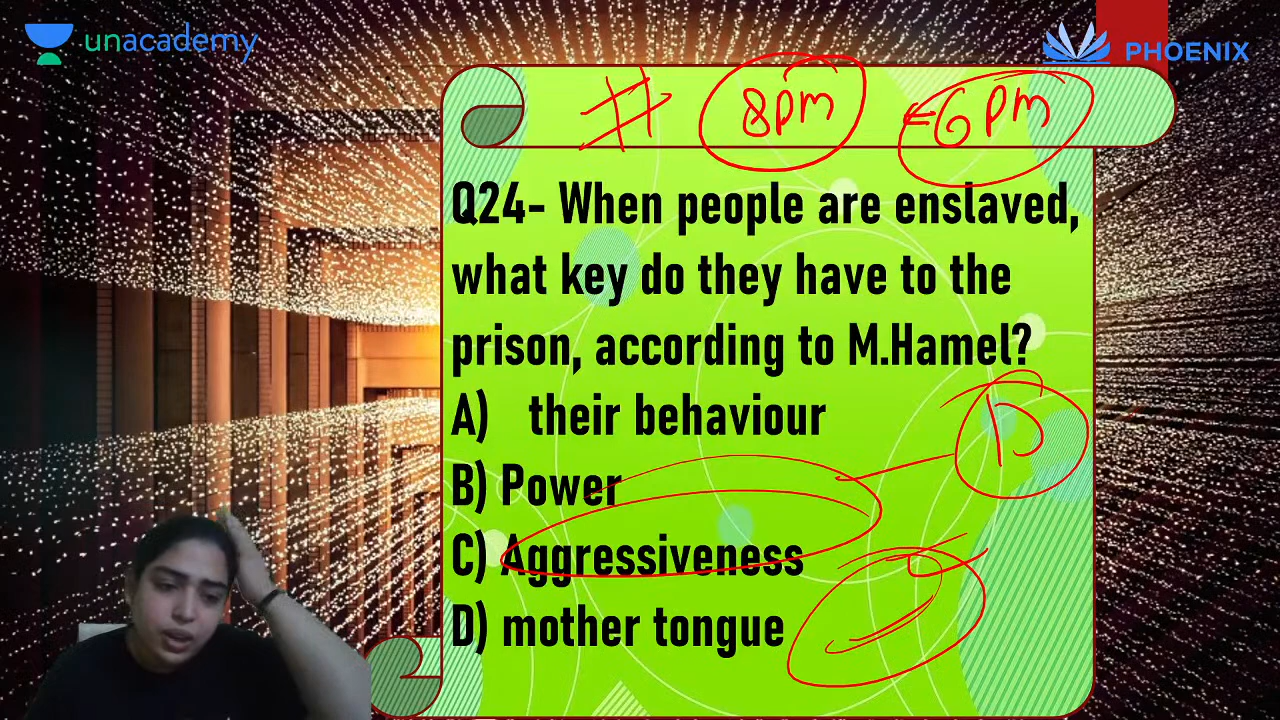 unacademy
PHOENIX
# 8pm 6pm
Q24- When people are enslaved,
what key do they have to the
prison, according to M.Hamel?
A) their behaviour
B) Power
C) Aggressiveness
D) mother tongue
D